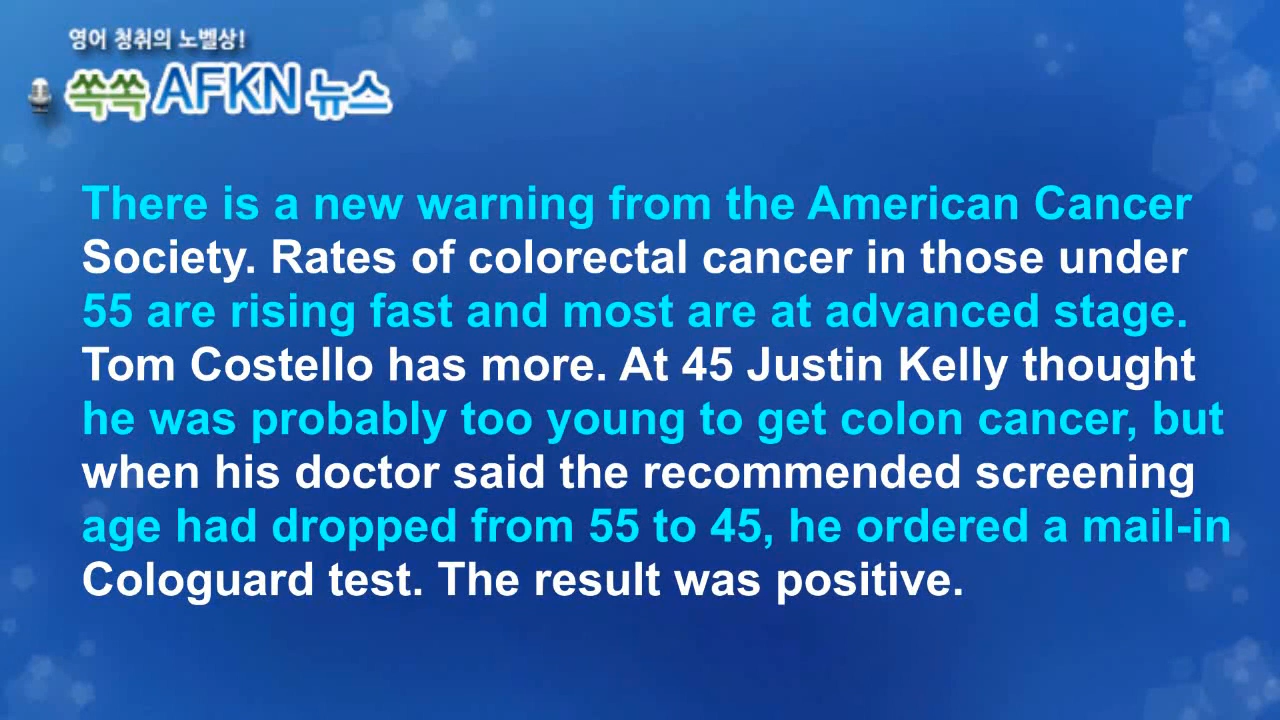 영어 청취의 노벨상!
쏙쏙 AFKN 뉴스
There is a new warning from the American Cancer
Society. Rates of colorectal cancer in those under
55 are rising fast and most are at advanced stage.
Tom Costello has more. At 45 Justin Kelly thought
he was probably too young to get colon cancer, but
when his doctor said the recommended screening
age had dropped from 55 to 45, he ordered a mail-in
Cologuard test. The result was positive.